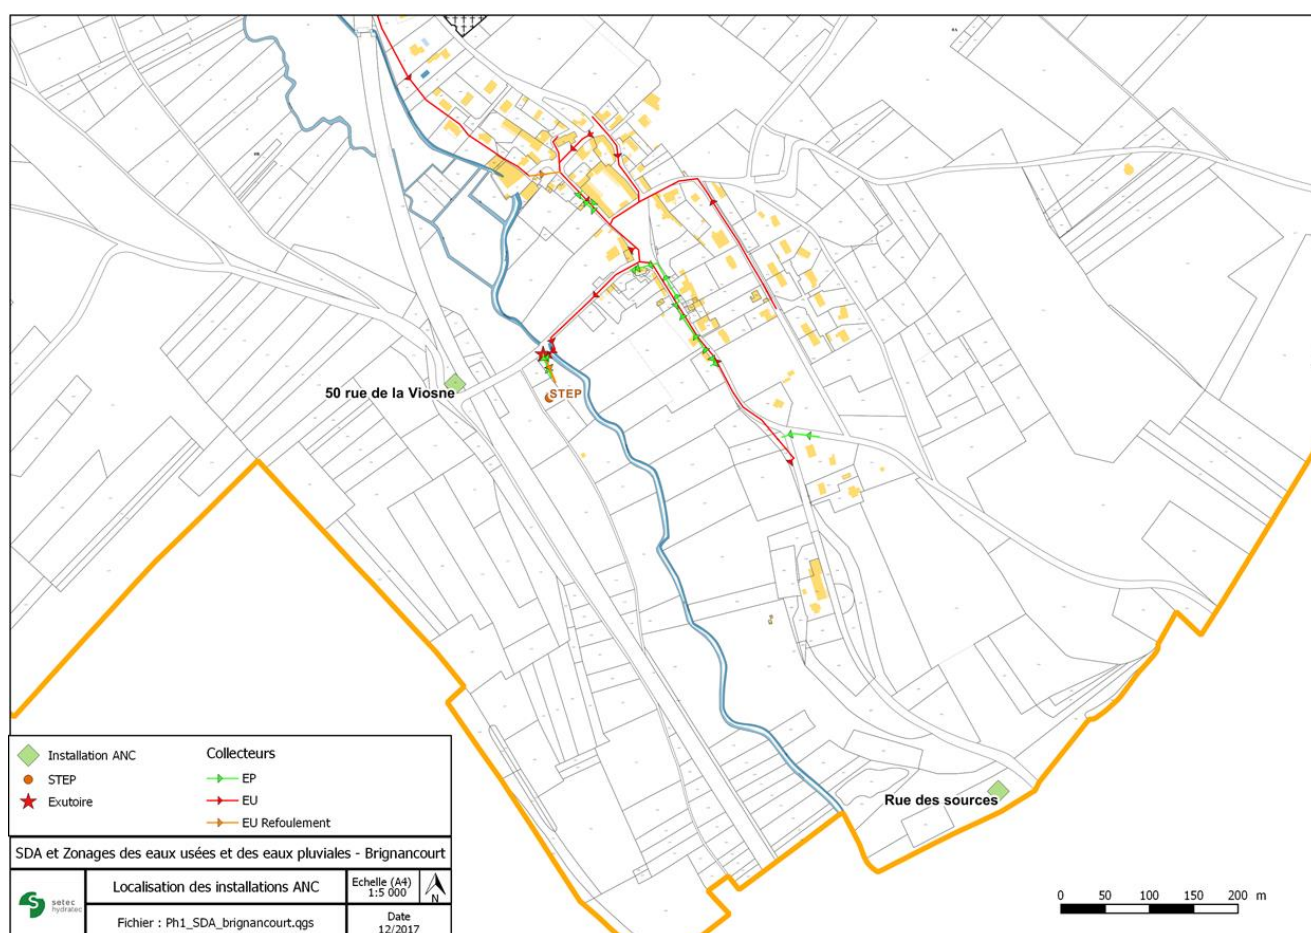 50 rue de la Viosne
STEP
Rue des sources
Installation ANC
STEP
Exutoire
Collecteurs
EP
EU
EU Refoulement
SDA et Zonages des eaux usées et des eaux pluviales - Brignancourt
setec
hydratec
Localisation des installations ANC
Echelle (A4)
1:5 000
N
Fichier : Ph1_SDA_brignancourt.qgs
Date
12/2017
0 50 100 150 200 m